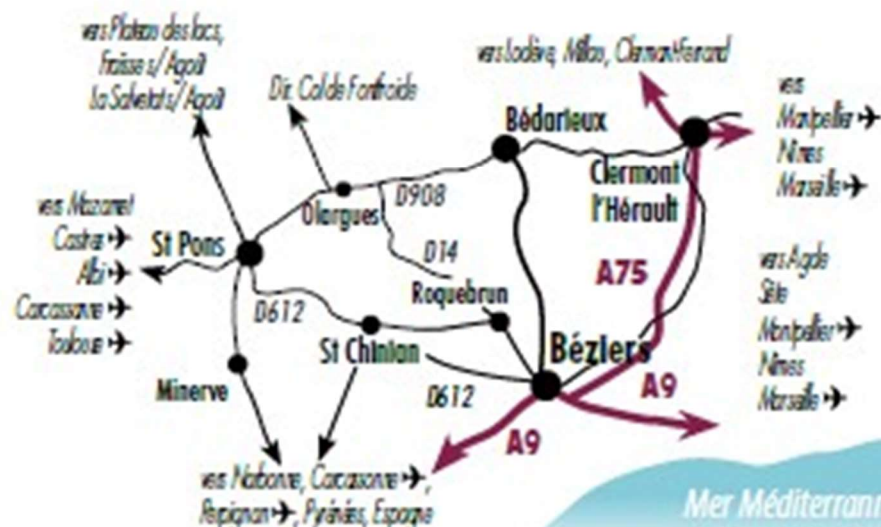 vers Plateau des lacs,
Fraïsse s/Agoût
La Salvetat s/Agoût
Dir. Col de Fontfroide
vers Lodève, Millau, Clermont-Ferrand
vers
Montpellier ✈
Nîmes
Marseille ✈
Bédarieux
Clermont
l'Hérault
Olargues
D908
vers Mazamet
Castres ✈
Albi ✈
Carcassonne ✈
Toulouse ✈
St Pons
D14
A75
vers Agde
Sète
Montpellier ✈
Nîmes
Marseille ✈
Roquebrun
D612
St Chinian
Béziers
Minerve
D612
A9
A9
vers Narbonne, Carcassonne ✈,
Perpignan ✈, Pyrénées, Espagne
Mer Méditerrann